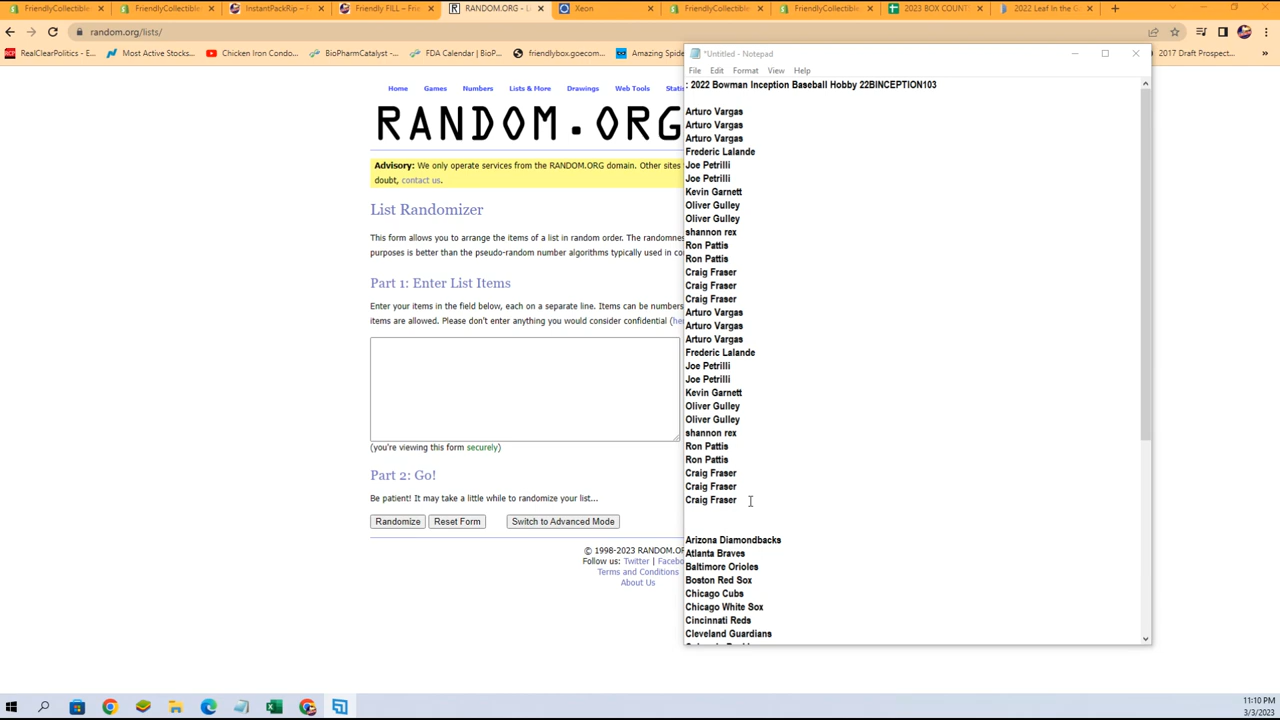 FriendlyCollectible
FriendlyCollectible
InstantPackRip – F
Friendly FILL – Frie
RANDOM.ORG - L
Xeon
FriendlyCollectible
FriendlyCollectible
2023 BOX COUNT
2022 Leaf In the G
random.org/lists/
RealClearPolitics - E...
Most Active Stocks...
Chicken Iron Condo...
BioPharmCatalyst -...
FDA Calendar | BioP...
friendlybox.goecom...
Amazing Spider
2017 Draft Prospect...
Home
Games
Numbers
Lists & More
Drawings
Web Tools
Stati
RANDOM.ORG
Advisory: We only operate services from the RANDOM.ORG domain. Other sites
doubt, contact us.
List Randomizer
This form allows you to arrange the items of a list in random order. The randomne
purposes is better than the pseudo-random number algorithms typically used in co
Part 1: Enter List Items
Enter your items in the field below, each on a separate line. Items can be numbers
items are allowed. Please don't enter anything you would consider confidential (he
(you're viewing this form securely)
Part 2: Go!
Be patient! It may take a little while to randomize your list...
Randomize
Reset Form
Switch to Advanced Mode
© 1998-2023 RANDOM.OR
Follow us: Twitter | Facebo
Terms and Conditions
About Us
*Untitled - Notepad
File
Edit
Format
View
Help
: 2022 Bowman Inception Baseball Hobby 22BINCEPTION103
Arturo Vargas
Arturo Vargas
Arturo Vargas
Frederic Lalande
Joe Petrilli
Joe Petrilli
Kevin Garnett
Oliver Gulley
Oliver Gulley
shannon rex
Ron Pattis
Ron Pattis
Craig Fraser
Craig Fraser
Craig Fraser
Arturo Vargas
Arturo Vargas
Arturo Vargas
Frederic Lalande
Joe Petrilli
Joe Petrilli
Kevin Garnett
Oliver Gulley
Oliver Gulley
shannon rex
Ron Pattis
Ron Pattis
Craig Fraser
Craig Fraser
Craig Fraser
Arizona Diamondbacks
Atlanta Braves
Baltimore Orioles
Boston Red Sox
Chicago Cubs
Chicago White Sox
Cincinnati Reds
Cleveland Guardians
11:10 PM
3/3/2023